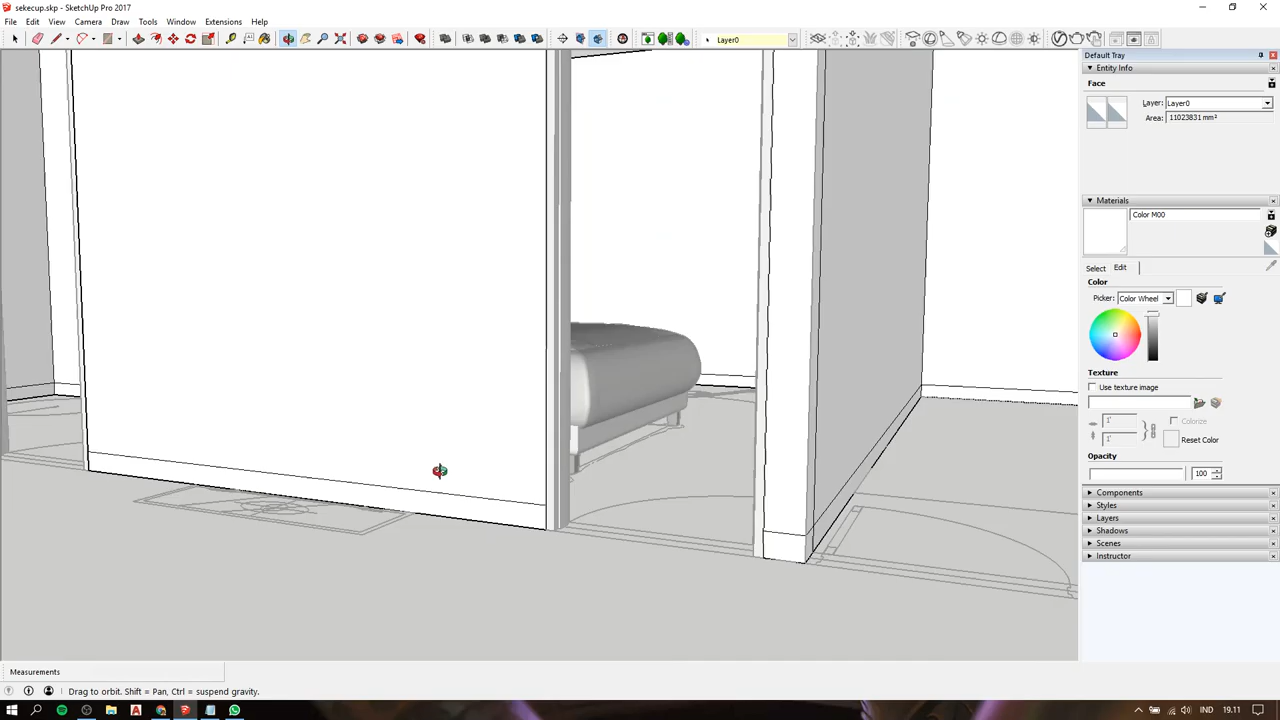 sekecup.skp - SketchUp Pro 2017
File Edit View Camera Draw Tools Window Extensions Help
Layer0
Default Tray
Entity Info
Face
Layer: Layer0
Area: 11023831 mm²
Materials
Color M00
Select Edit
Color
Picker: Color Wheel
Texture
Use texture image
1' Colorize
1' Reset Color
Opacity
100
Components
Styles
Layers
Shadows
Scenes
Instructor
Measurements
Drag to orbit. Shift = Pan, Ctrl = suspend gravity.
IND 19.11